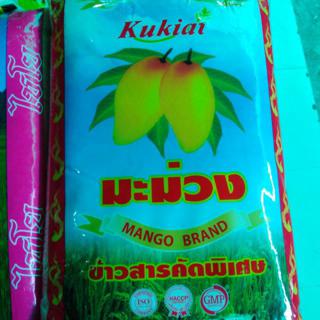 Kukiat
มะม่วง
MANGO BRAND
ข้าวสารคัดพิเศษ
ISO
HACCP
GMP